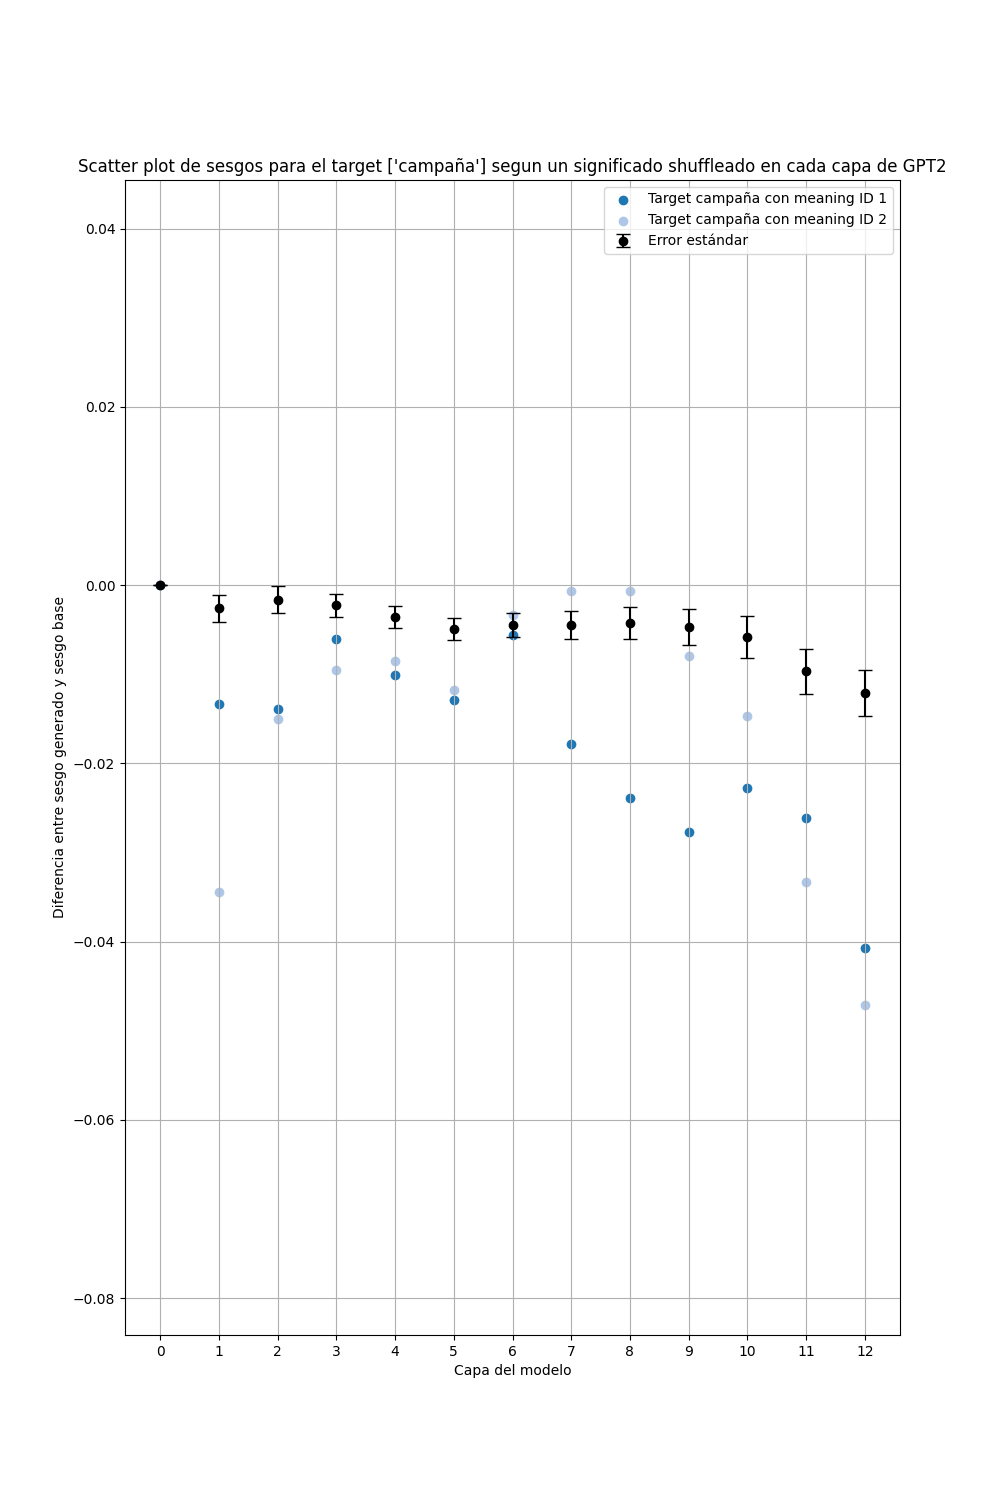 Scatter plot de sesgos para el target ['campaña'] segun un significado shuffleado en cada capa de GPT2
Target campaña con meaning ID 1
Target campaña con meaning ID 2
Error estándar
0.04
0.02
0.00
−0.02
−0.04
−0.06
−0.08
Diferencia entre sesgo generado y sesgo base
0 1 2 3 4 5 6 7 8 9 10 11 12
Capa del modelo